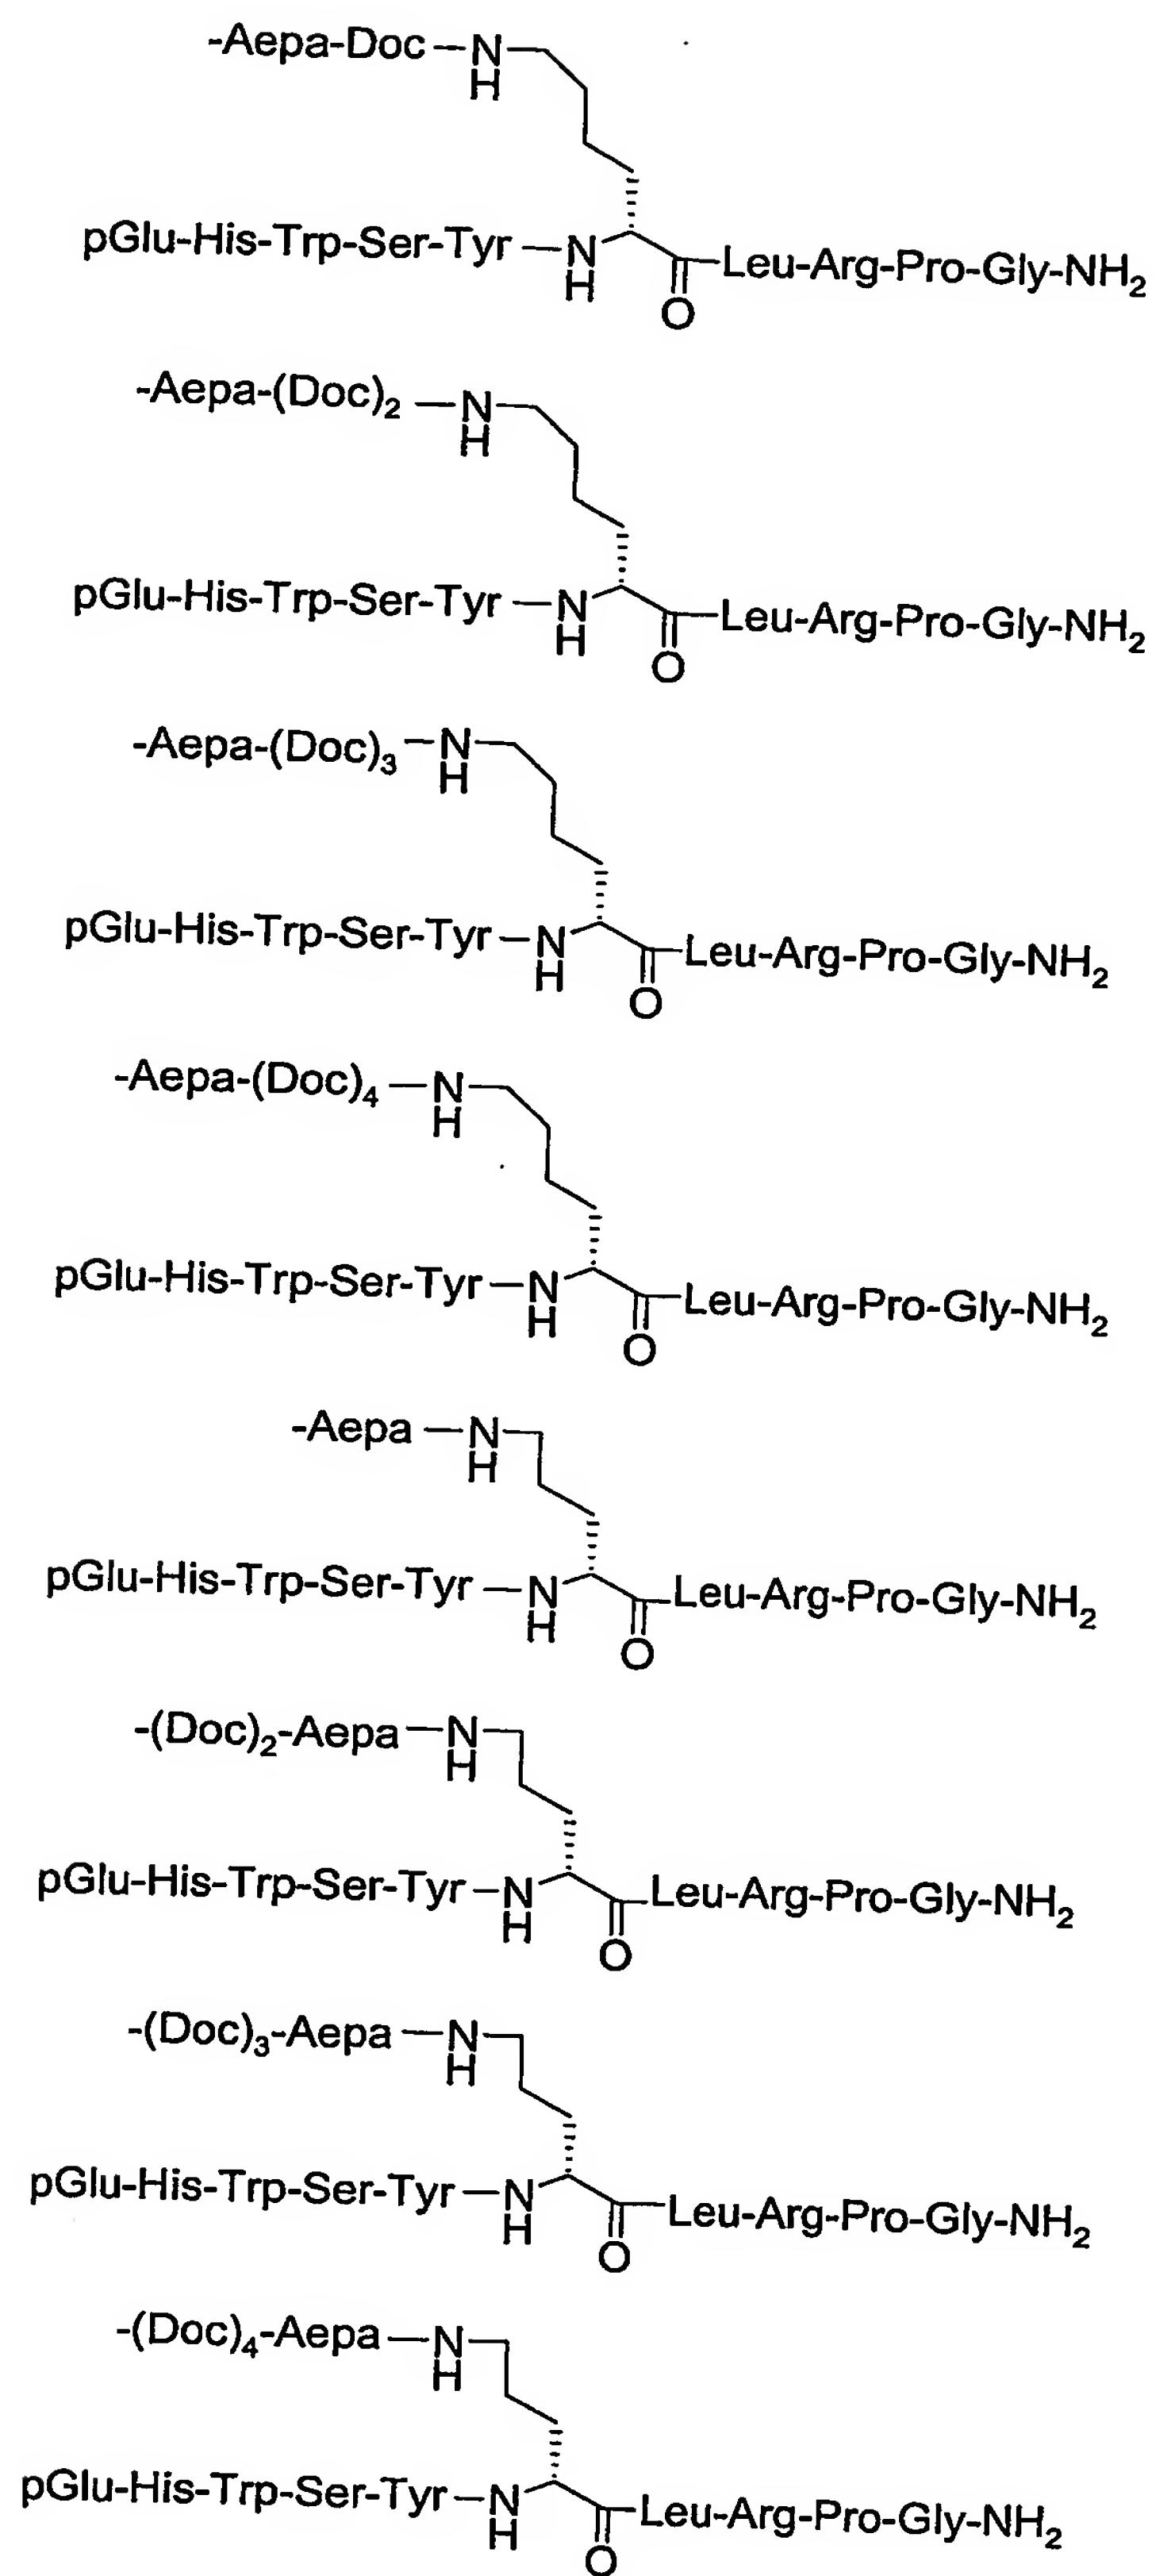 -Aepa-Doc-N
H
pGlu-His-Trp-Ser-Tyr-N
H
O
Leu-Arg-Pro-Gly-NH2
-Aepa-(Doc)2-N
H
pGlu-His-Trp-Ser-Tyr-N
H
O
Leu-Arg-Pro-Gly-NH2
-Aepa-(Doc)3-N
H
pGlu-His-Trp-Ser-Tyr-N
H
O
Leu-Arg-Pro-Gly-NH2
-Aepa-(Doc)4-N
H
pGlu-His-Trp-Ser-Tyr-N
H
O
Leu-Arg-Pro-Gly-NH2
-Aepa-N
H
pGlu-His-Trp-Ser-Tyr-N
H
O
Leu-Arg-Pro-Gly-NH2
-(Doc)2-Aepa-N
H
pGlu-His-Trp-Ser-Tyr-N
H
O
Leu-Arg-Pro-Gly-NH2
-(Doc)3-Aepa-N
H
pGlu-His-Trp-Ser-Tyr-N
H
O
Leu-Arg-Pro-Gly-NH2
-(Doc)4-Aepa-N
H
pGlu-His-Trp-Ser-Tyr-N
H
O
Leu-Arg-Pro-Gly-NH2